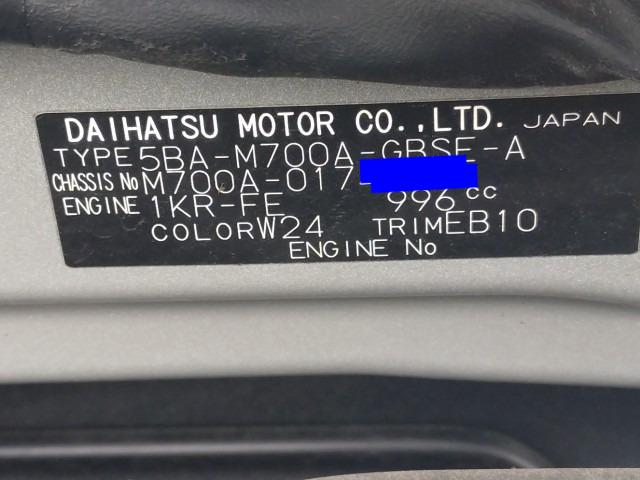 DAIHATSU MOTOR CO.,LTD. JAPAN
TYPE 5BA-M700A-GBSE-A
CHASSIS No M700A-017
ENGINE 1KR-FE 996 cc
COLOR W24 TRIM EB10
ENGINE No